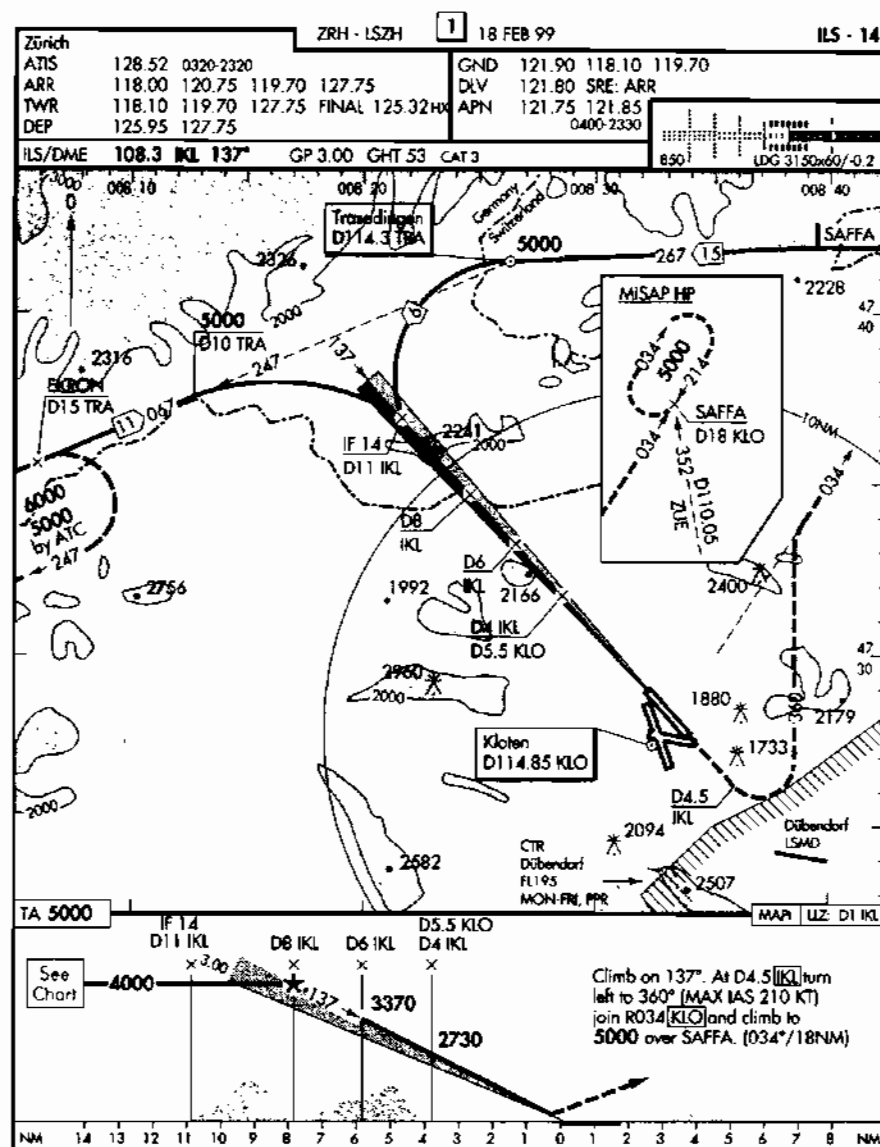 ZRH - LSZH 1 18 FEB 99 ILS - 14
Zürich
ATIS 128.52 0320-2320
ARR 118.00 120.75 119.70 127.75
TWR 118.10 119.70 127.75 FINAL 125.32HX
DEP 125.95 127.75
GND 121.90 118.10 119.70
DLV 121.80 SRE: ARR
APN 121.75 121.85
0400-2330
850
LDG 3150x60/-0.2
ILS/DME 108.3 IKL 137° GP 3.00 GHT 53 CAT 3
008 10 008 20 008 30 008 40
3000
0
Trasadingen
D114.3 TRA
Germany
Switzerland
5000
267 15
SAFFA
2326
2000
2228
47
40
6
5000
D10 TRA
247
137
2316
EKRON
D15 TRA
11 067
MISAP HP
034
5000
214
SAFFA
D18 KLO
034
352
D110.05
ZUE
10NM
034
2241
2000
IF 14
D11 IKL
6000
5000
by ATC
247
D8
IKL
D6
IKL
2166
2400
2756
1992
D4 IKL
D5.5 KLO
47
30
2960
2000
1880
360
2179
1733
Kloten
D114.85 KLO
D4.5
IKL
2000
2094
Dübendorf
LSMD
CTR
Dübendorf
FL195
MON-FRI, PPR
2582
2507
TA 5000
MAPt LLZ: D1 IKL
IF 14
D11 IKL
D8 IKL
D6 IKL
D5.5 KLO
D4 IKL
See
Chart
4000
3.00
137
3370
2730
Climb on 137°. At D4.5 IKL turn
left to 360° (MAX IAS 210 KT)
join R034 KLO and climb to
5000 over SAFFA. (034°/18NM)
NM 14 13 12 11 10 9 8 7 6 5 4 3 2 1 0 1 2 3 4 5 6 7 8 NM